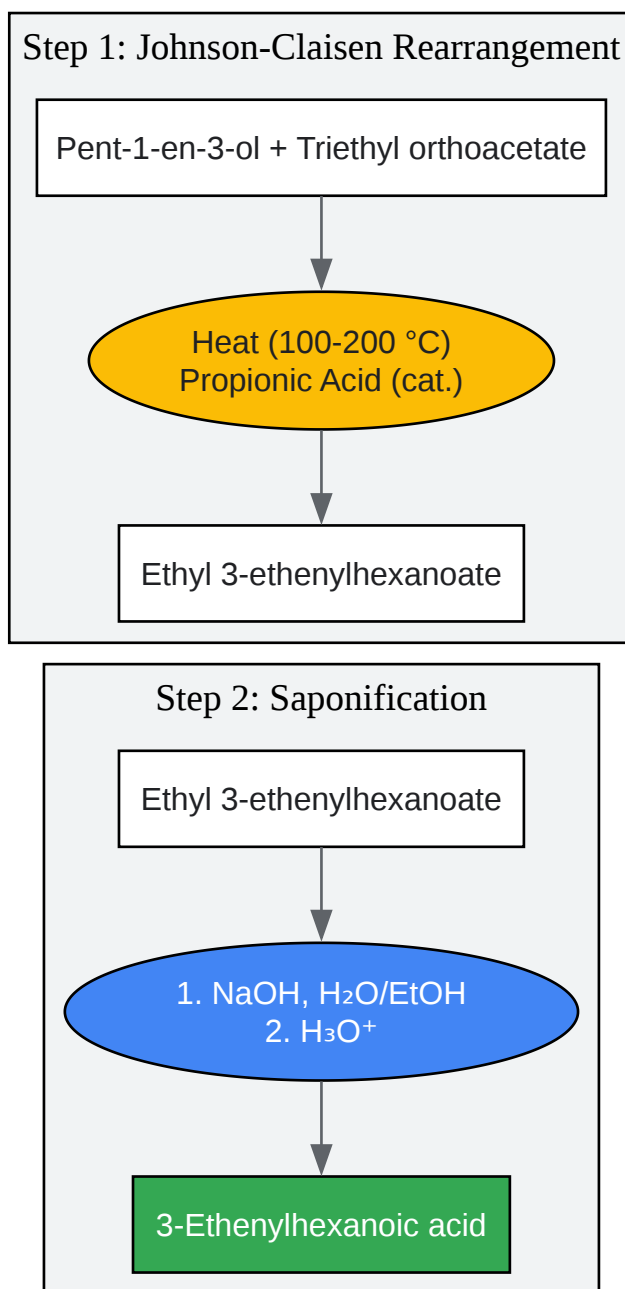 Step 1: Johnson-Claisen Rearrangement
Pent-1-en-3-ol + Triethyl orthoacetate
Heat (100-200 °C)
Propionic Acid (cat.)
Ethyl 3-ethenylhexanoate
Step 2: Saponification
Ethyl 3-ethenylhexanoate
1. NaOH, H₂O/EtOH
2. H₃O⁺
3-Ethenylhexanoic acid